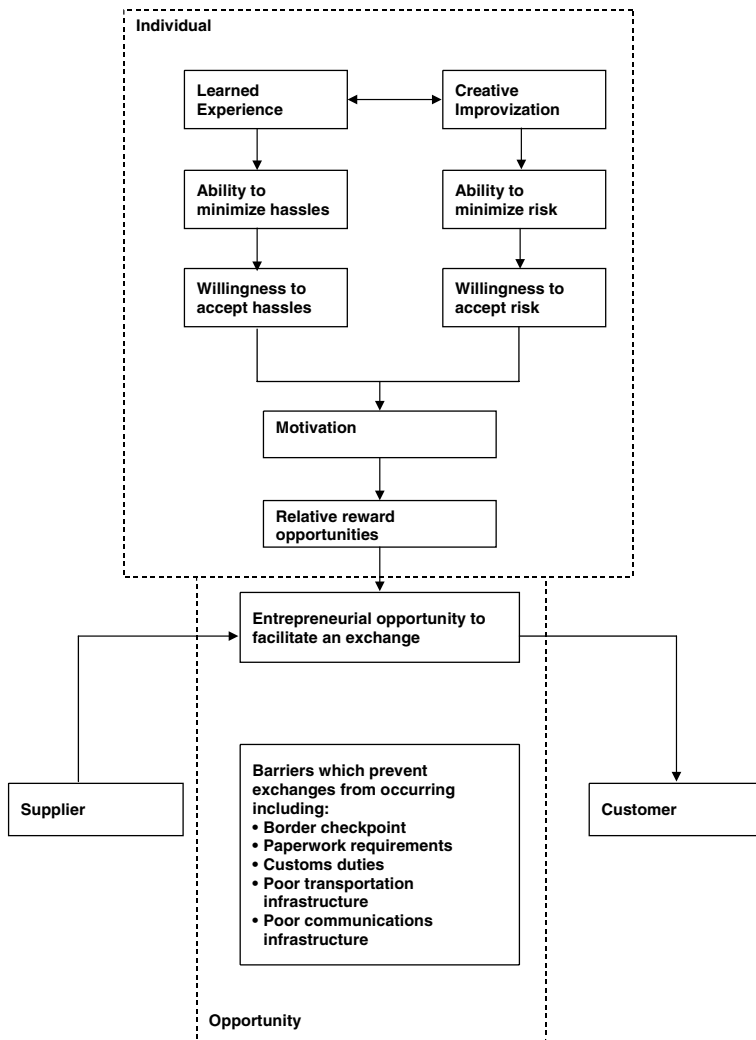 Individual
Learned
Experience
Creative
Improvization
Ability to
minimize hassles
Ability to
minimize risk
Willingness to
accept hassles
Willingness to
accept risk
Motivation
Relative reward
opportunities
Entrepreneurial opportunity to
facilitate an exchange
Supplier
Barriers which prevent
exchanges from occurring
including:
• Border checkpoint
• Paperwork requirements
• Customs duties
• Poor transportation
infrastructure
• Poor communications
infrastructure
Customer
Opportunity